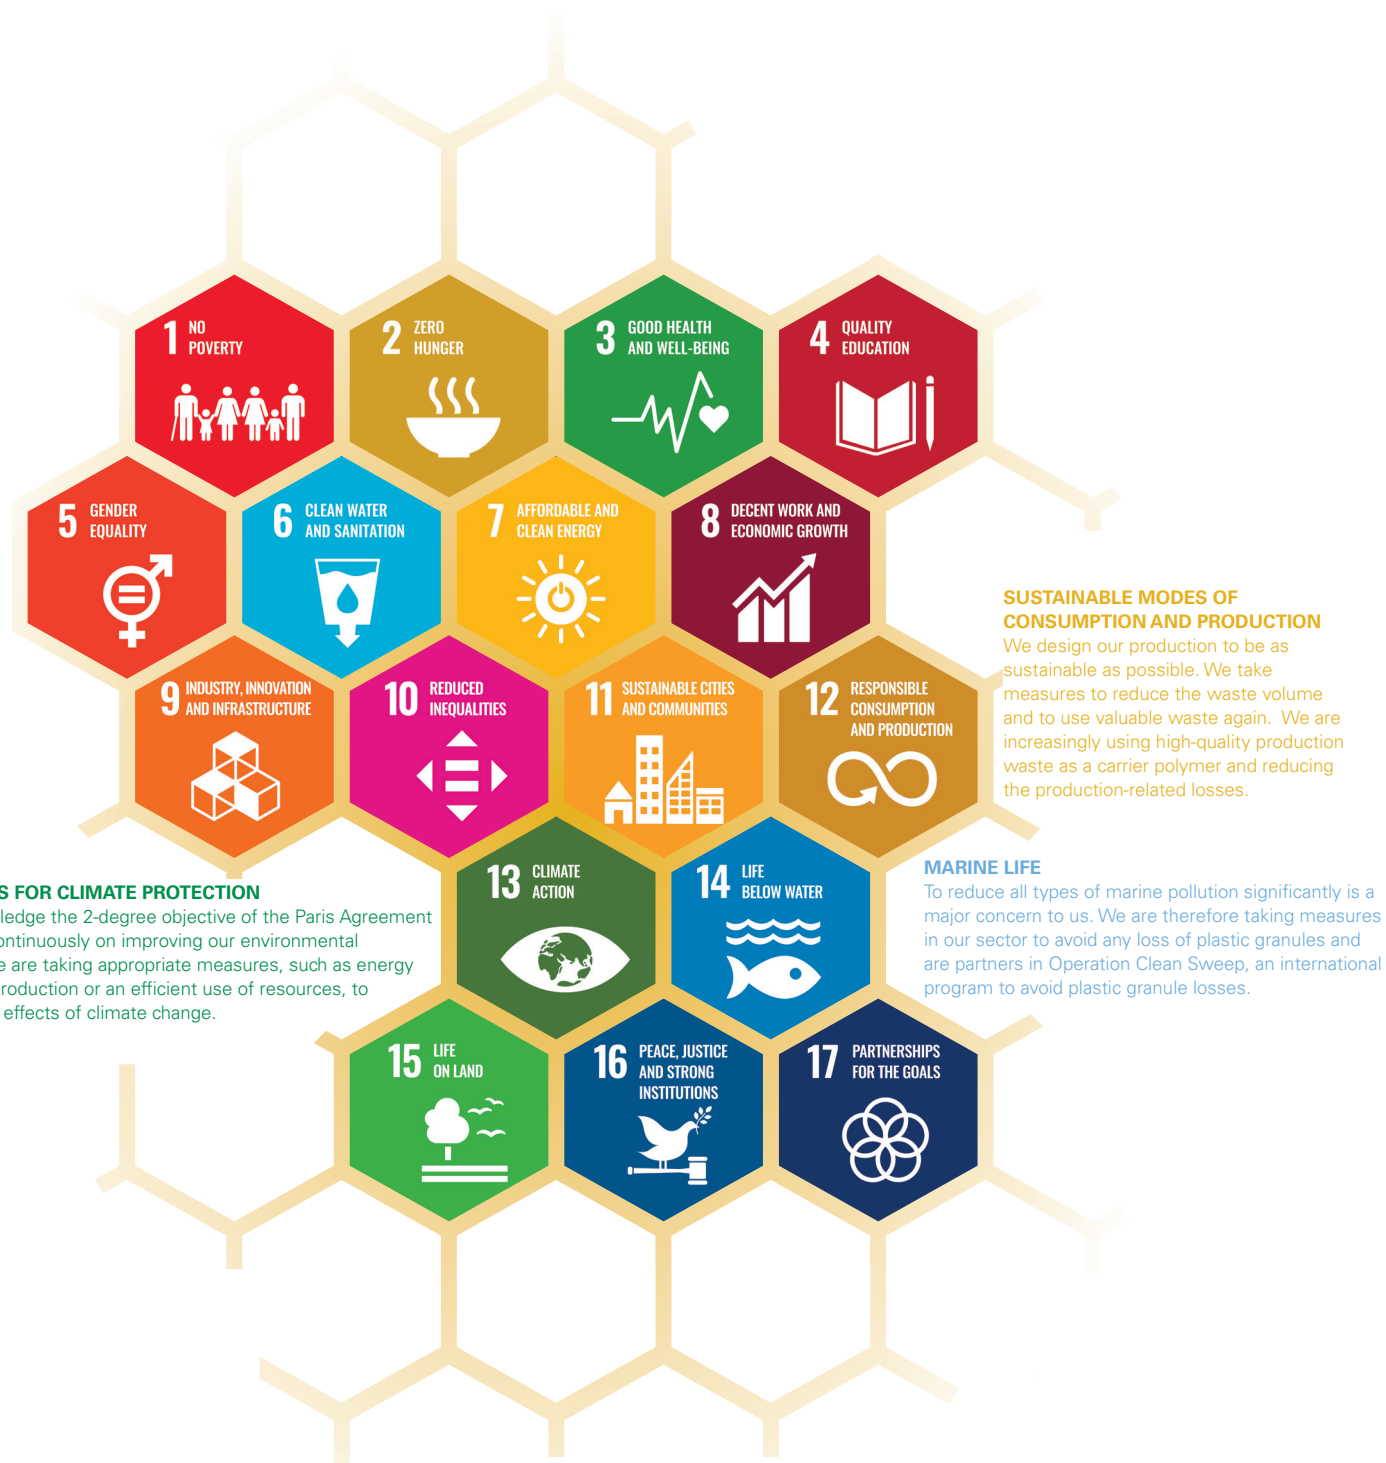 1 NO
POVERTY
2 ZERO
HUNGER
3 GOOD HEALTH
AND WELL-BEING
4 QUALITY
EDUCATION
5 GENDER
EQUALITY
6 CLEAN WATER
AND SANITATION
7 AFFORDABLE AND
CLEAN ENERGY
8 DECENT WORK AND
ECONOMIC GROWTH
SUSTAINABLE MODES OF
CONSUMPTION AND PRODUCTION
We design our production to be as
sustainable as possible. We take
measures to reduce the waste volume
and to use valuable waste again. We are
increasingly using high-quality production
waste as a carrier polymer and reducing
the production-related losses.
9 INDUSTRY, INNOVATION
AND INFRASTRUCTURE
10 REDUCED
INEQUALITIES
11 SUSTAINABLE CITIES
AND COMMUNITIES
12 RESPONSIBLE
CONSUMPTION
AND PRODUCTION
S FOR CLIMATE PROTECTION
ledge the 2-degree objective of the Paris Agreement
ontinuously on improving our environmental
e are taking appropriate measures, such as energy
roduction or an efficient use of resources, to
effects of climate change.
13 CLIMATE
ACTION
14 LIFE
BELOW WATER
MARINE LIFE
To reduce all types of marine pollution significantly is a
major concern to us. We are therefore taking measures
in our sector to avoid any loss of plastic granules and
are partners in Operation Clean Sweep, an international
program to avoid plastic granule losses.
15 LIFE
ON LAND
16 PEACE, JUSTICE
AND STRONG
INSTITUTIONS
17 PARTNERSHIPS
FOR THE GOALS